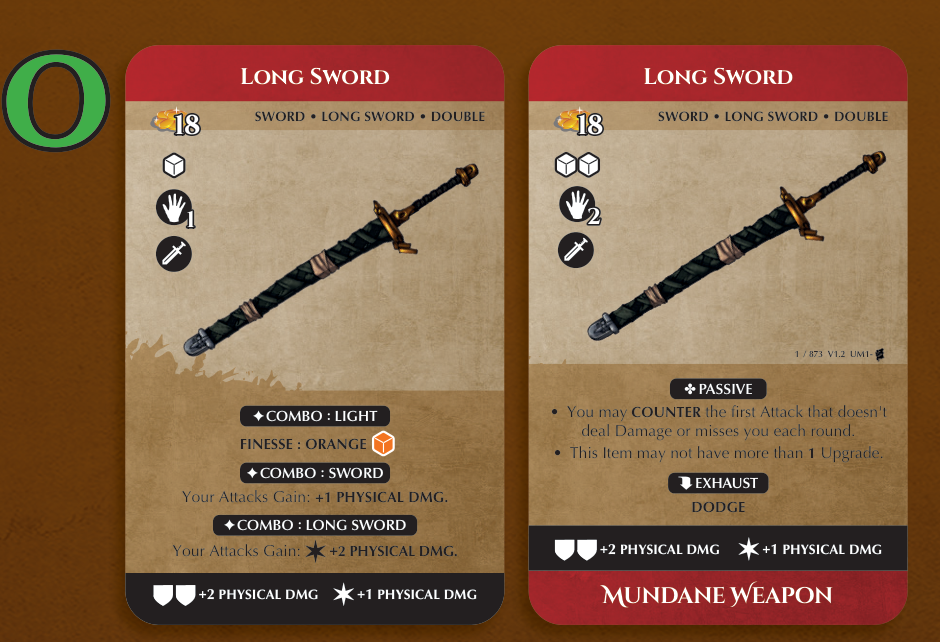 O
Long Sword
18
SWORD • LONG SWORD • DOUBLE
1
COMBO : LIGHT
FINESSE : ORANGE
COMBO : SWORD
Your Attacks Gain: +1 PHYSICAL DMG.
COMBO : LONG SWORD
Your Attacks Gain: +2 PHYSICAL DMG.
+2 PHYSICAL DMG +1 PHYSICAL DMG
Long Sword
18
SWORD • LONG SWORD • DOUBLE
2
1 / 873 V1.2 UM1-
PASSIVE
• You may COUNTER the first Attack that doesn't
deal Damage or misses you each round.
• This Item may not have more than 1 Upgrade.
EXHAUST
DODGE
+2 PHYSICAL DMG +1 PHYSICAL DMG
Mundane Weapon